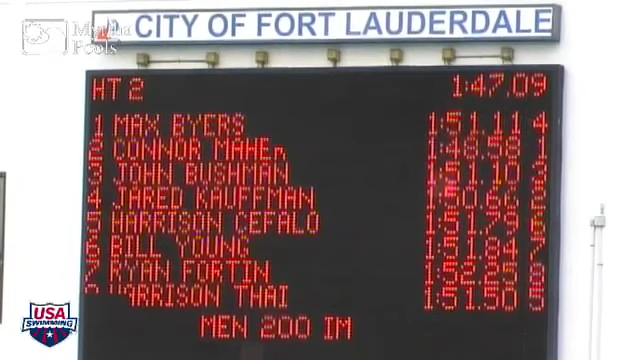 CITY OF FORT LAUDERDALE
Myrtha
Pools
HT 2 1:47.09
1 MAX BYERS 1:51.11 4
2 CONNOR MAHER 1:48.58 1
3 JOHN BUSHMAN 1:51.10 3
4 JARED KAUFFMAN 1:50.66 2
5 HARRISON CEFALO 1:51.79 6
6 BILL YOUNG 1:51.84 7
7 RYAN FORTIN 1:52.25 8
HARRISON THAI 1:51.50 5
MEN 200 IM
USA
SWIMMING